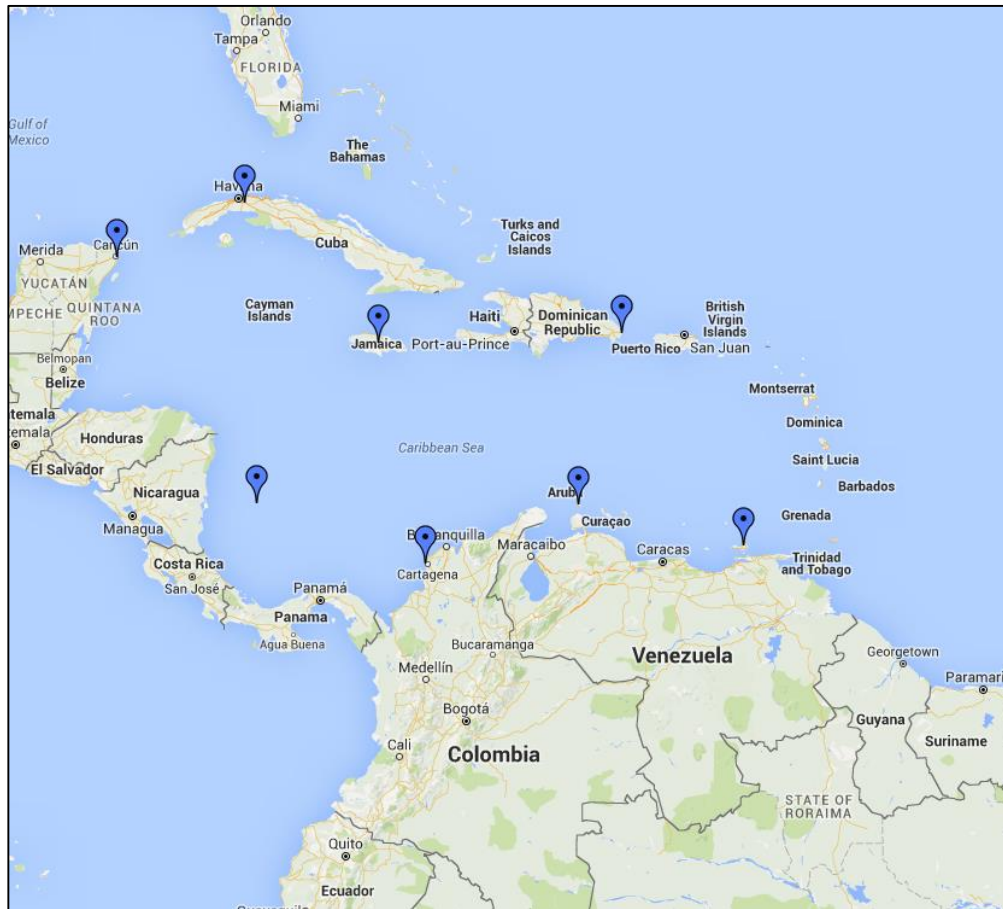 Orlando
Tampa
FLORIDA
Miami
Gulf of
Mexico
The
Bahamas
Havana
Cuba
Turks and
Caicos
Islands
Merida
Cancún
YUCATÁN
MPECHE
QUINTANA
ROO
Cayman
Islands
Jamaica
Haiti
Port-au-Prince
Dominican
Republic
Puerto Rico
San Juan
British
Virgin
Islands
Belmopan
Belize
temala
temala
Honduras
El Salvador
Nicaragua
Managua
Caribbean Sea
Montserrat
Dominica
Saint Lucia
Barbados
Grenada
Aruba
Curaçao
Trinidad
and Tobago
Costa Rica
San José
Panamá
Panama
Agua Buena
Barranquilla
Cartagena
Maracaibo
Caracas
Bucaramanga
Medellín
Bogotá
Cali
Colombia
Venezuela
Georgetown
Guyana
Paramari
Suriname
STATE OF
RORAIMA
Quito
Ecuador